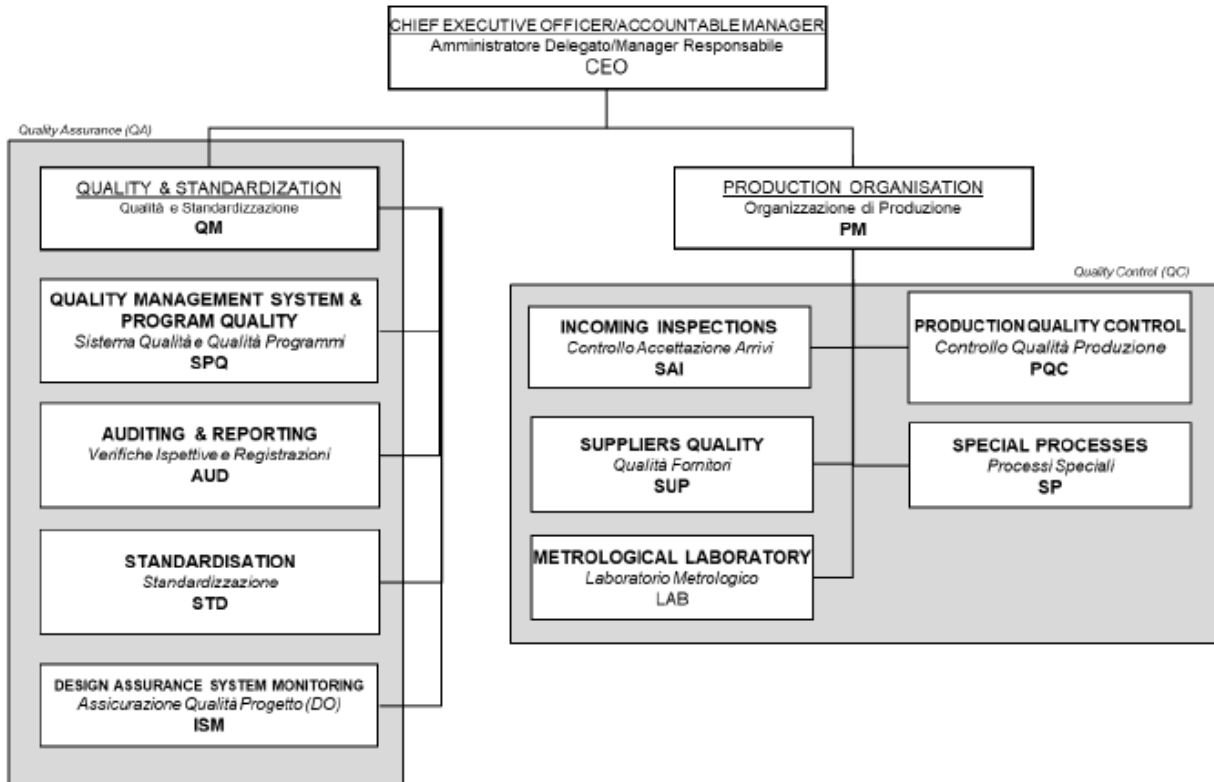 CHIEF EXECUTIVE OFFICER/ACCOUNTABLE MANAGER
Amministratore Delegato/Manager Responsabile
CEO
Quality Assurance (QA)
QUALITY & STANDARDIZATION
Qualità e Standardizzazione
QM
QUALITY MANAGEMENT SYSTEM &
PROGRAM QUALITY
Sistema Qualità e Qualità Programmi
SPQ
AUDITING & REPORTING
Verifiche Ispettive e Registrazioni
AUD
STANDARDISATION
Standardizzazione
STD
DESIGN ASSURANCE SYSTEM MONITORING
Assicurazione Qualità Progetto (DO)
ISM
PRODUCTION ORGANISATION
Organizzazione di Produzione
PM
Quality Control (QC)
INCOMING INSPECTIONS
Controllo Accettazione Arrivi
SAI
PRODUCTION QUALITY CONTROL
Controllo Qualità Produzione
PQC
SUPPLIERS QUALITY
Qualità Fornitori
SUP
SPECIAL PROCESSES
Processi Speciali
SP
METROLOGICAL LABORATORY
Laboratorio Metrologico
LAB